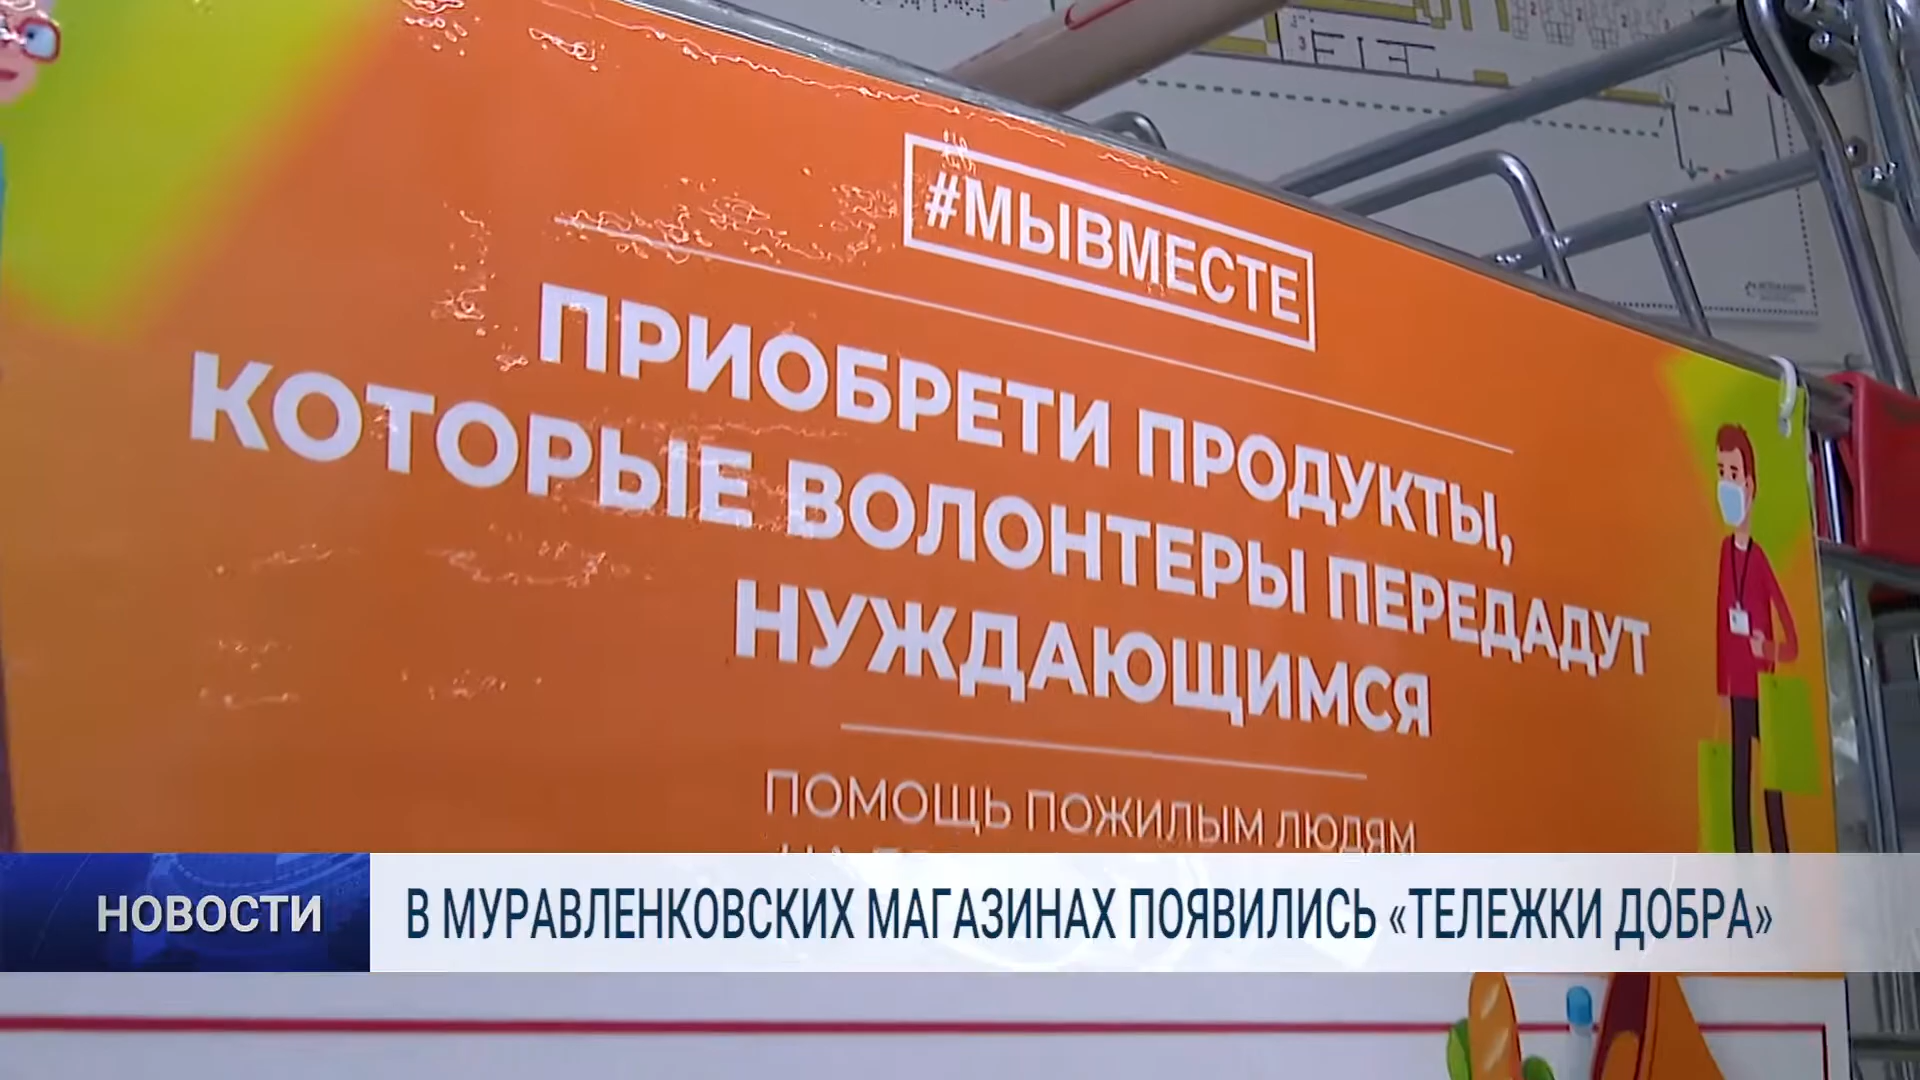 #МЫВМЕСТЕ
ПРИОБРЕТИ ПРОДУКТЫ,
КОТОРЫЕ ВОЛОНТЕРЫ ПЕРЕДАДУТ
НУЖДАЮЩИМСЯ
ПОМОЩЬ ПОЖИЛЫМ ЛЮДЯМ
НОВОСТИ
В МУРАВЛЕНКОВСКИХ МАГАЗИНАХ ПОЯВИЛИСЬ «ТЕЛЕЖКИ ДОБРА»